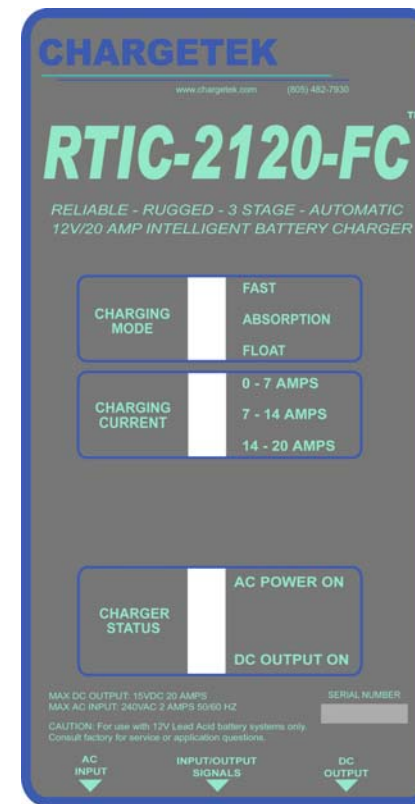 CHARGETEK
www.chargetek.com (805) 482-7930
RTIC-2120-FC
RELIABLE - RUGGED - 3 STAGE - AUTOMATIC
12V/20 AMP INTELLIGENT BATTERY CHARGER
CHARGING
MODE
FAST
ABSORPTION
FLOAT
CHARGING
CURRENT
0 - 7 AMPS
7 - 14 AMPS
14 - 20 AMPS
CHARGER
STATUS
AC POWER ON
DC OUTPUT ON
MAX DC OUTPUT: 15VDC 20 AMPS
MAX AC INPUT: 240VAC 2 AMPS 50/60 HZ
SERIAL NUMBER
CAUTION: For use with 12V Lead Acid battery systems only.
Consult factory for service or application questions.
AC
INPUT
INPUT/OUTPUT
SIGNALS
DC
OUTPUT